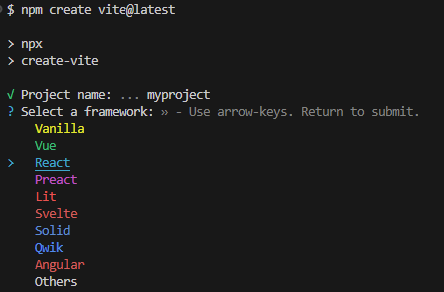 $ npm create vite@latest
> npx
> create-vite
√ Project name: ... myproject
? Select a framework: » - Use arrow-keys. Return to submit.
Vanilla
Vue
> React
Preact
Lit
Svelte
Solid
Qwik
Angular
Others